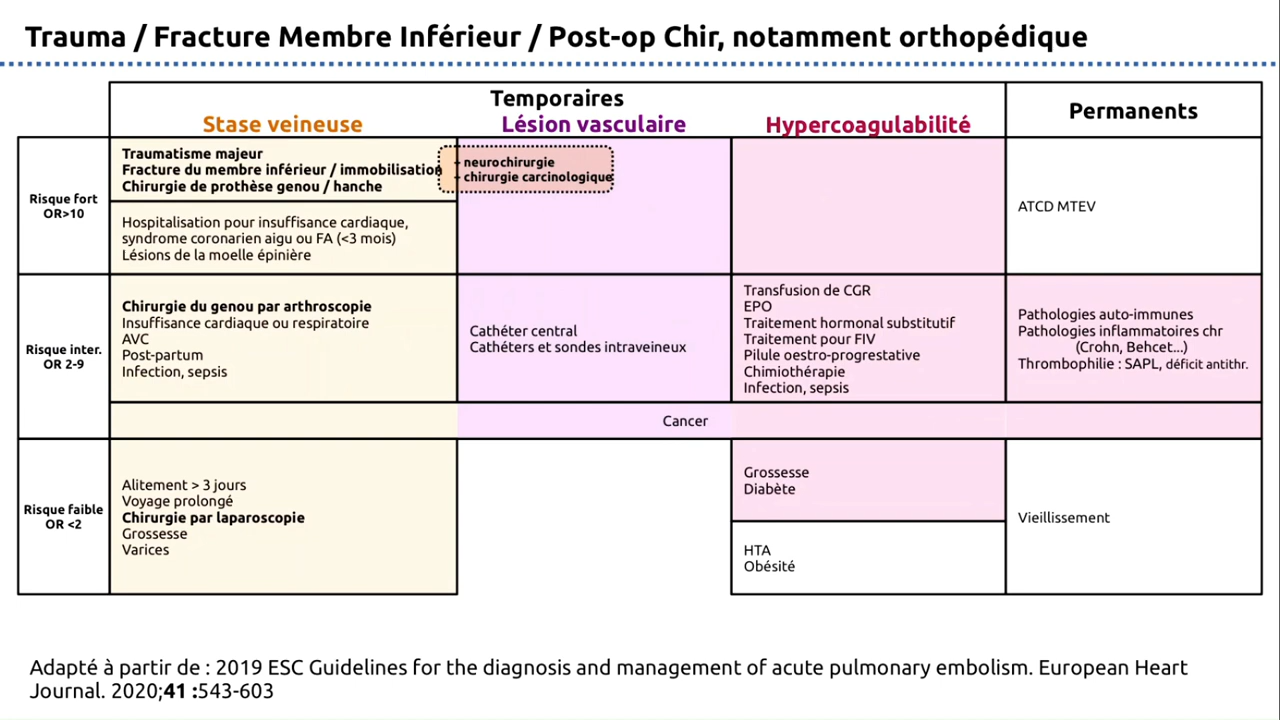 Trauma / Fracture Membre Inférieur / Post-op Chir, notamment orthopédique
Temporaires
Stase veineuse
Lésion vasculaire
Hypercoagulabilité
Permanents
Risque fort
OR>10
Traumatisme majeur
Fracture du membre inférieur / immobilisation
Chirurgie de prothèse genou / hanche
- neurochirurgie
- chirurgie carcinologique
Hospitalisation pour insuffisance cardiaque,
syndrome coronarien aigu ou FA (<3 mois)
Lésions de la moelle épinière
ATCD MTEV
Risque inter.
OR 2-9
Chirurgie du genou par arthroscopie
Insuffisance cardiaque ou respiratoire
AVC
Post-partum
Infection, sepsis
Cathéter central
Cathéters et sondes intraveineux
Transfusion de CGR
EPO
Traitement hormonal substitutif
Traitement pour FIV
Pilule oestro-progestative
Chimiothérapie
Infection, sepsis
Pathologies auto-immunes
Pathologies inflammatoires chr
(Crohn, Behcet...)
Thrombophilie : SAPL, déficit antithr.
Cancer
Risque faible
OR <2
Alitement > 3 jours
Voyage prolongé
Chirurgie par laparoscopie
Grossesse
Varices
Grossesse
Diabète
HTA
Obésité
Vieillissement
Adapté à partir de : 2019 ESC Guidelines for the diagnosis and management of acute pulmonary embolism. European Heart
Journal. 2020;41 :543-603